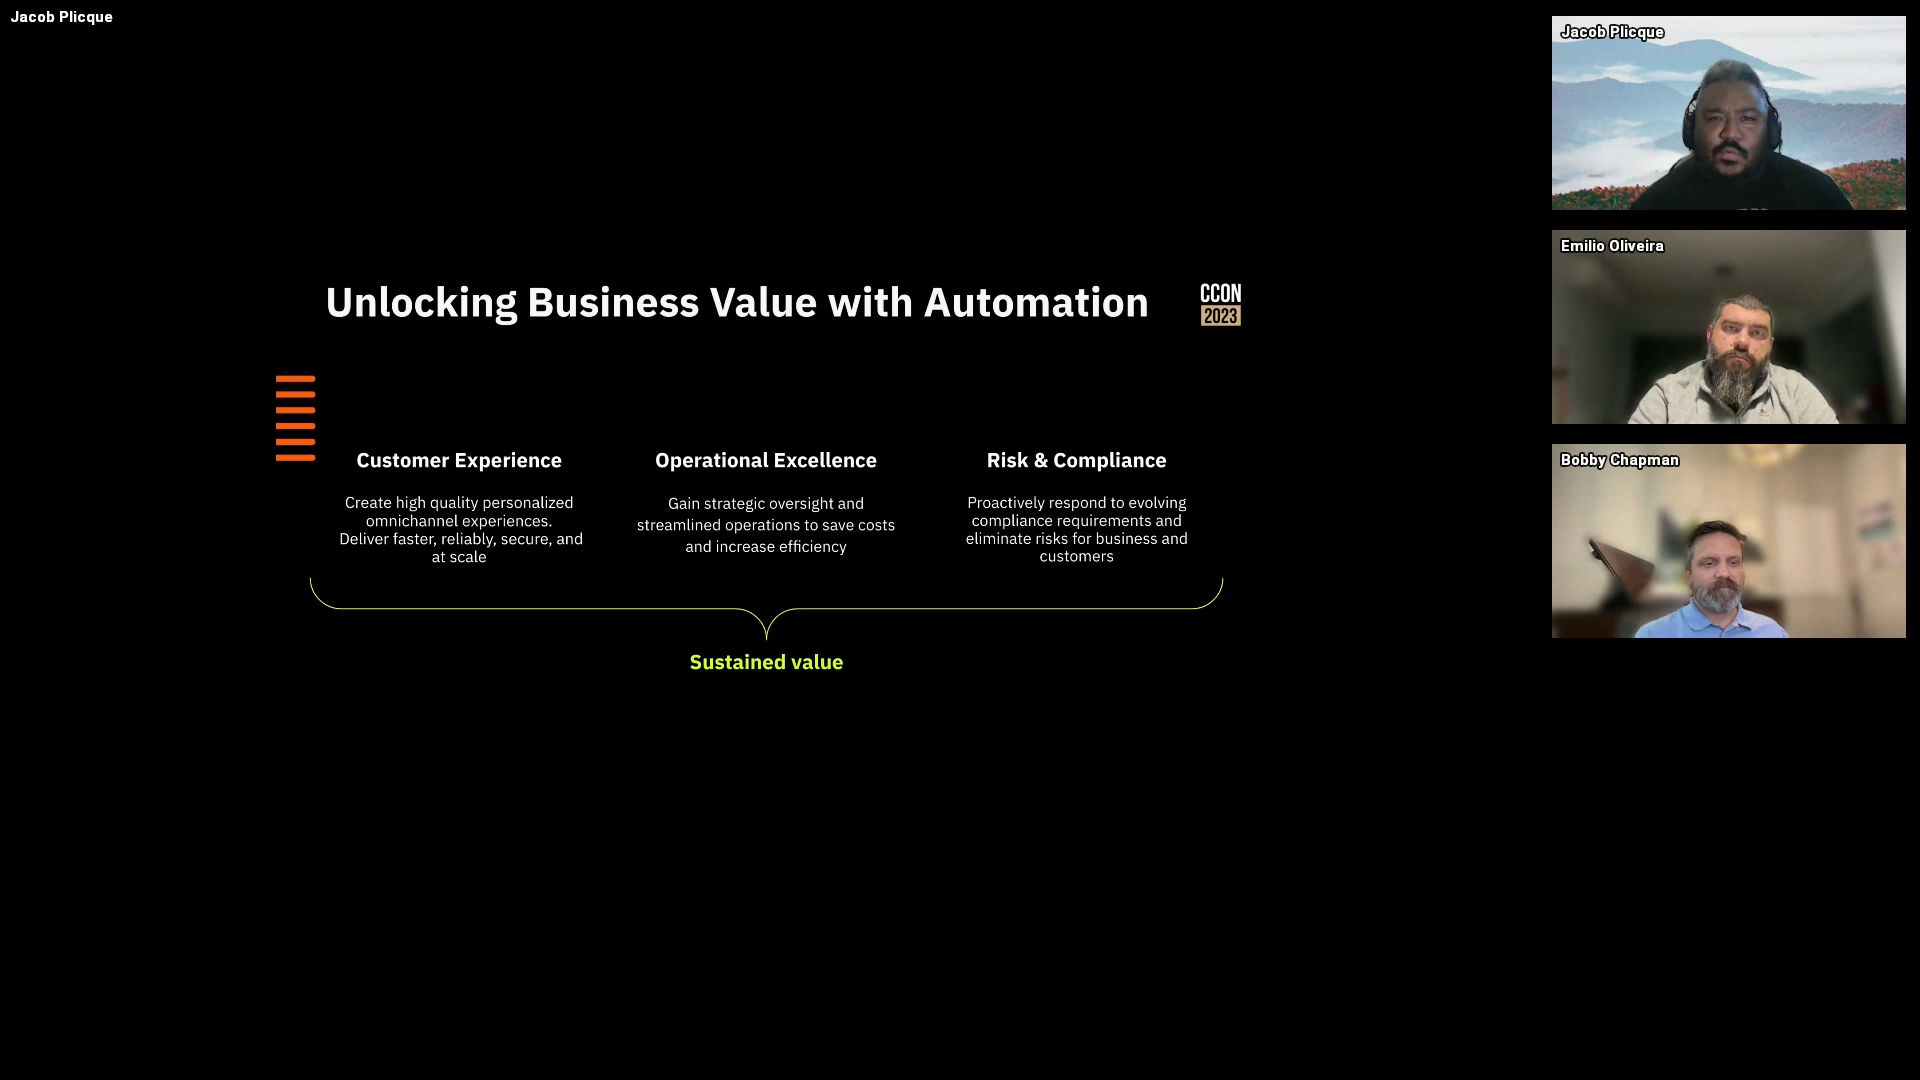 Jacob Plicque
Unlocking Business Value with Automation
CCON
2023
Customer Experience
Create high quality personalized
omnichannel experiences.
Deliver faster, reliably, secure, and
at scale
Operational Excellence
Gain strategic oversight and
streamlined operations to save costs
and increase efficiency
Risk & Compliance
Proactively respond to evolving
compliance requirements and
eliminate risks for business and
customers
Sustained value
Jacob Plicque
Emilio Oliveira
Bobby Chapman